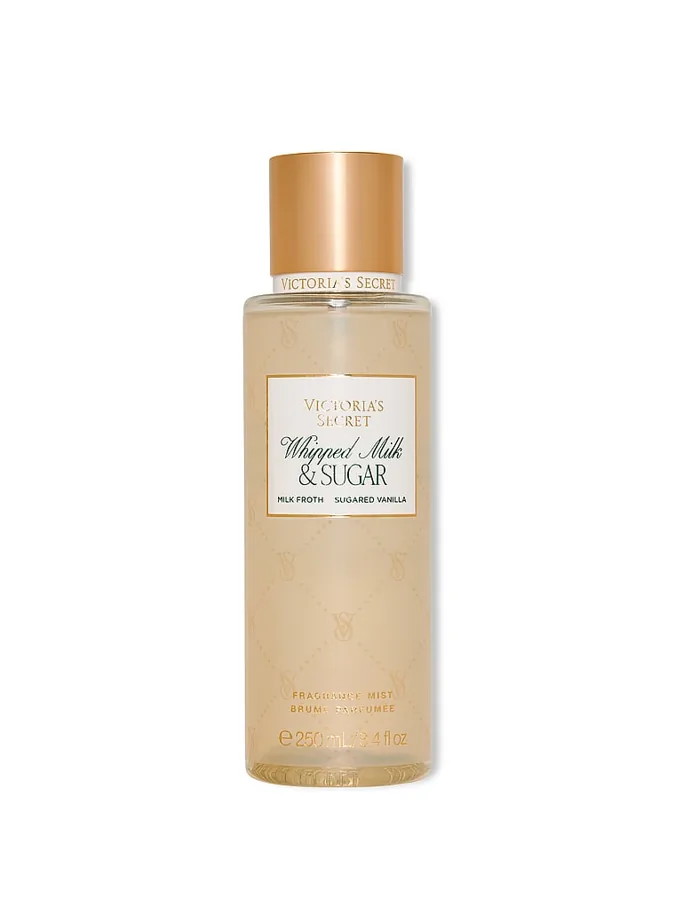 VICTORIA'S SECRET
VICTORIA'S
SECRET
Whipped Milk
& SUGAR
MILK FROTH SUGARED VANILLA
FRAGRANCE MIST
BRUME PARFUMÉE
℮ 250 mL/8.4 fl oz